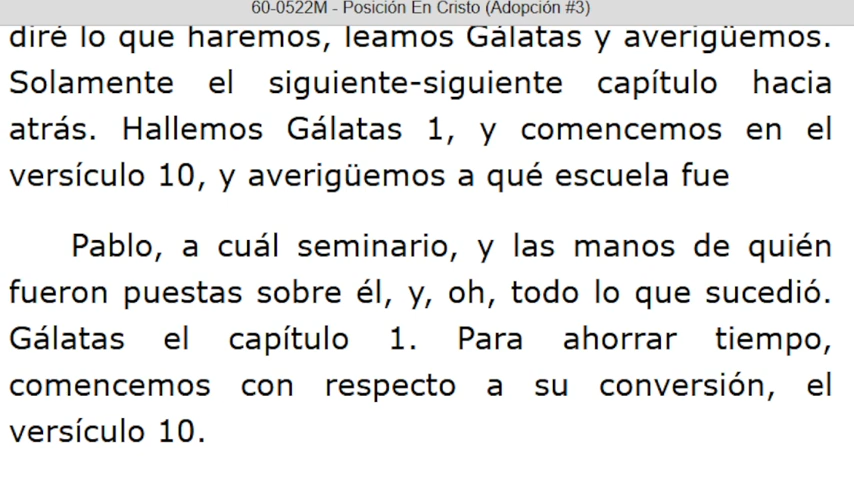 60-0522M - Posición En Cristo (Adopción #3)
diré lo que haremos, leamos Gálatas y averigüemos.
Solamente el siguiente-siguiente capítulo hacia
atrás. Hallemos Gálatas 1, y comencemos en el
versículo 10, y averigüemos a qué escuela fue
Pablo, a cuál seminario, y las manos de quién
fueron puestas sobre él, y, oh, todo lo que sucedió.
Gálatas el capítulo 1. Para ahorrar tiempo,
comencemos con respecto a su conversión, el
versículo 10.